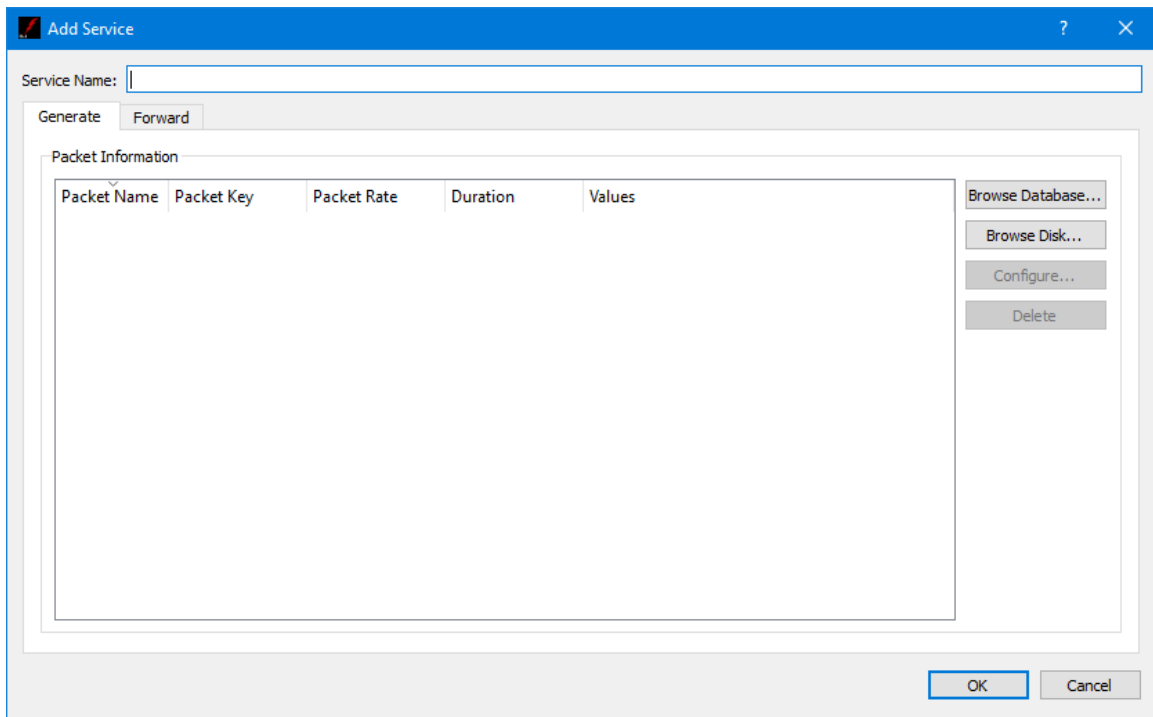 Add Service
?
Service Name:
Generate Forward
Packet Information
Packet Name Packet Key Packet Rate Duration Values
Browse Database...
Browse Disk...
Configure...
Delete
OK Cancel